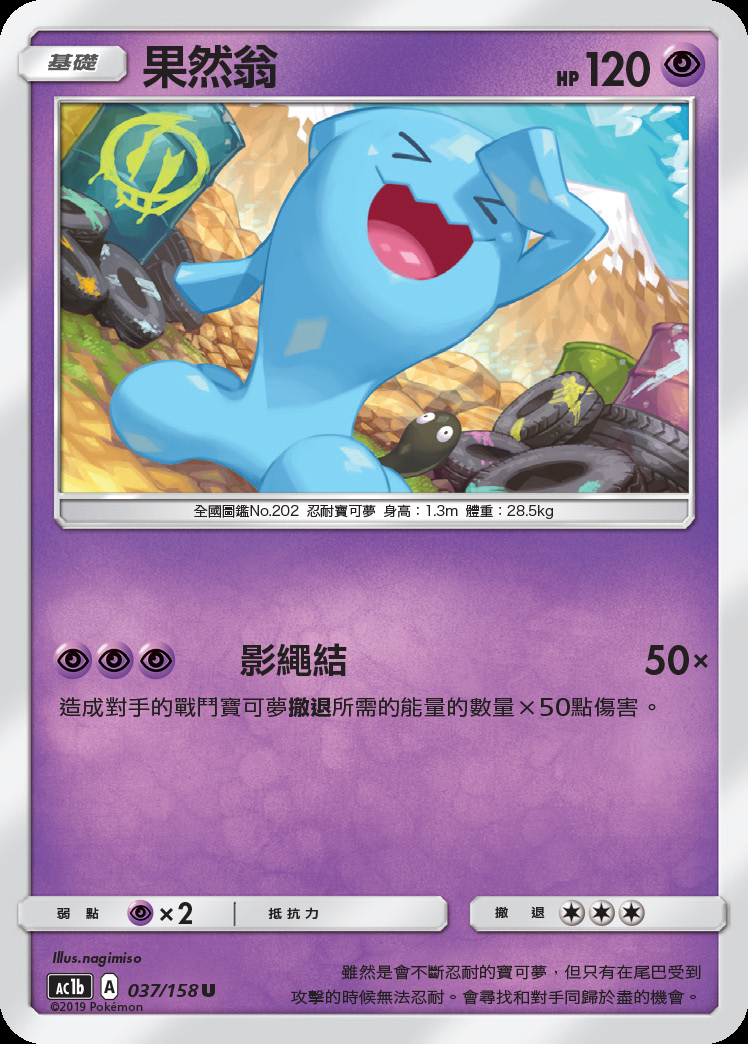 基礎 果然翁 HP 120
全國圖鑑No.202 忍耐寶可夢 身高：1.3m 體重：28.5kg
影繩結 50×
造成對手的戰鬥寶可夢撤退所需的能量的數量×50點傷害。
弱點 ×2 抵抗力 撤退
Illus.nagimiso
AC1b A 037/158 U
©2019 Pokémon
雖然是會不斷忍耐的寶可夢，但只有在尾巴受到
攻擊的時候無法忍耐。會尋找和對手同歸於盡的機會。